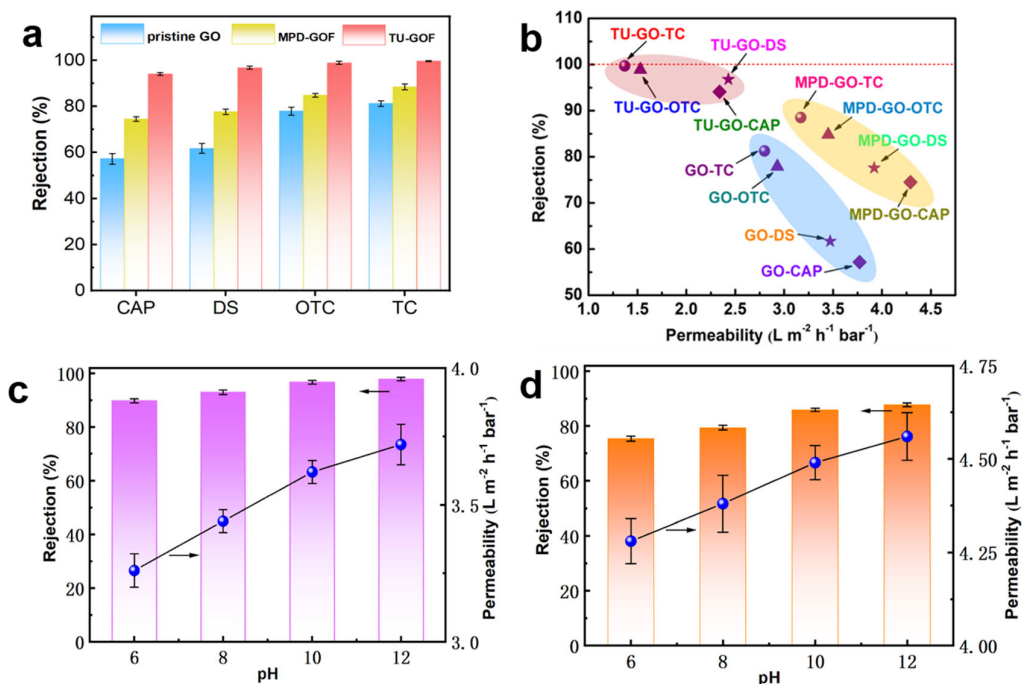 a
pristine GO MPD-GOF TU-GOF
Rejection (%)
100
80
60
40
20
0
CAP DS OTC TC
b
Rejection (%)
110
100
90
80
70
60
50
TU-GO-TC
TU-GO-DS
TU-GO-OTC
TU-GO-CAP
MPD-GO-TC
MPD-GO-OTC
MPD-GO-DS
MPD-GO-CAP
GO-TC
GO-OTC
GO-DS
GO-CAP
1.0 1.5 2.0 2.5 3.0 3.5 4.0 4.5
Permeability (L m⁻² h⁻¹ bar⁻¹)
c
Rejection (%)
100
80
60
40
20
0
6 8 10 12
pH
4.0
3.5
3.0
Permeability (L m⁻² h⁻¹ bar⁻¹)
d
Rejection (%)
100
80
60
40
20
0
6 8 10 12
pH
4.75
4.50
4.25
4.00
Permeability (L m⁻² h⁻¹ bar⁻¹)